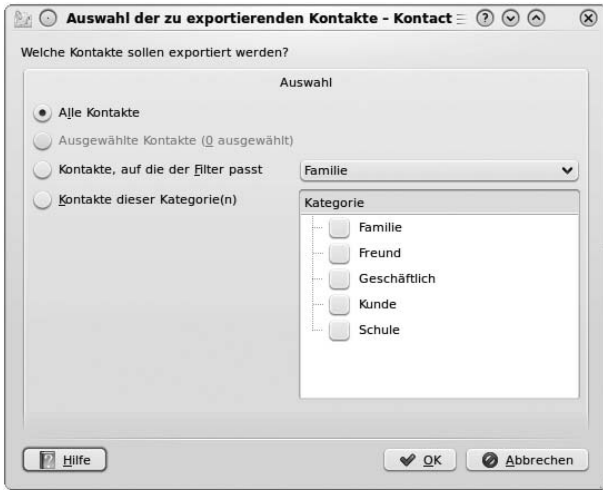 Auswahl der zu exportierenden Kontakte - Kontact
Welche Kontakte sollen exportiert werden?
Auswahl
Alle Kontakte
Ausgewählte Kontakte (0 ausgewählt)
Kontakte, auf die der Filter passt
Familie
Kontakte dieser Kategorie(n)
Kategorie
Familie
Freund
Geschäftlich
Kunde
Schule
Hilfe
OK
Abbrechen